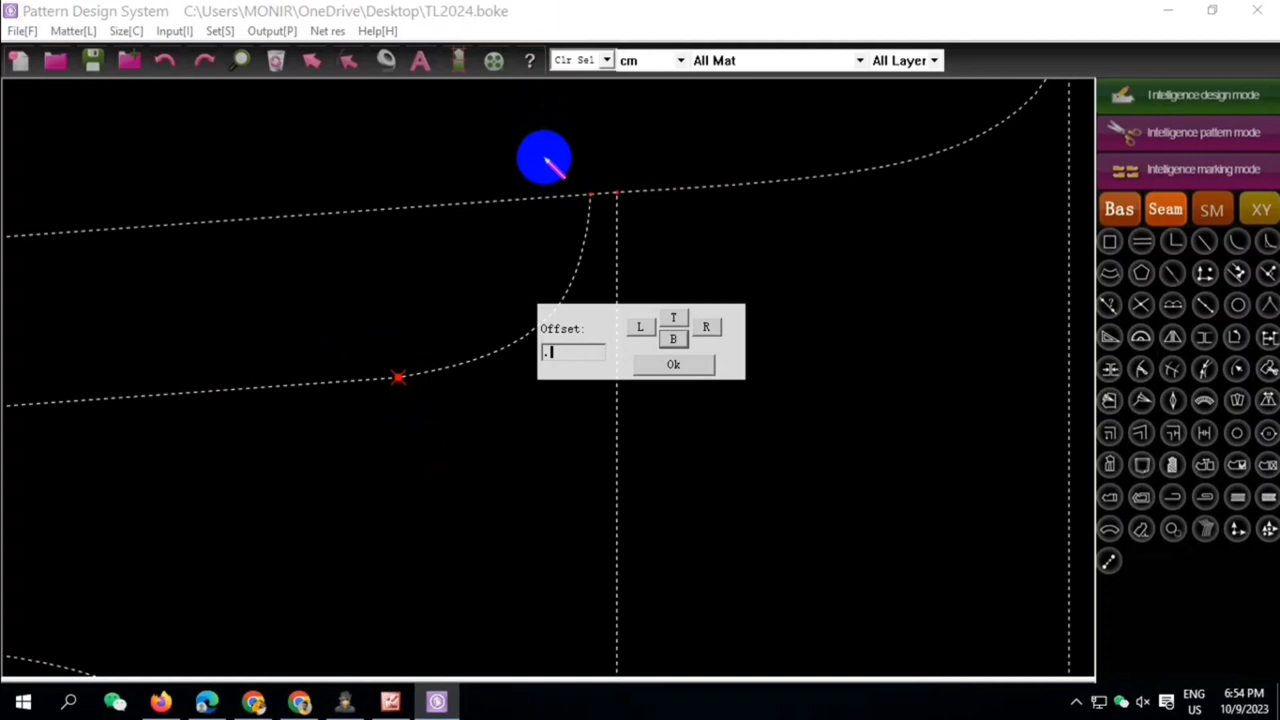 Pattern Design System C:\Users\MONIR\OneDrive\Desktop\TL2024.boke
File[F] Matter[L] Size[C] Input[I] Set[S] Output[P] Net res Help[H]
A ? Clr Sel cm All Mat All Layer
Intelligence design mode
Intelligence pattern mode
Intelligence marking mode
Bas Seam SM XY
Offset:
.
L T R
B
Ok
ENG
US
6:54 PM
10/9/2023